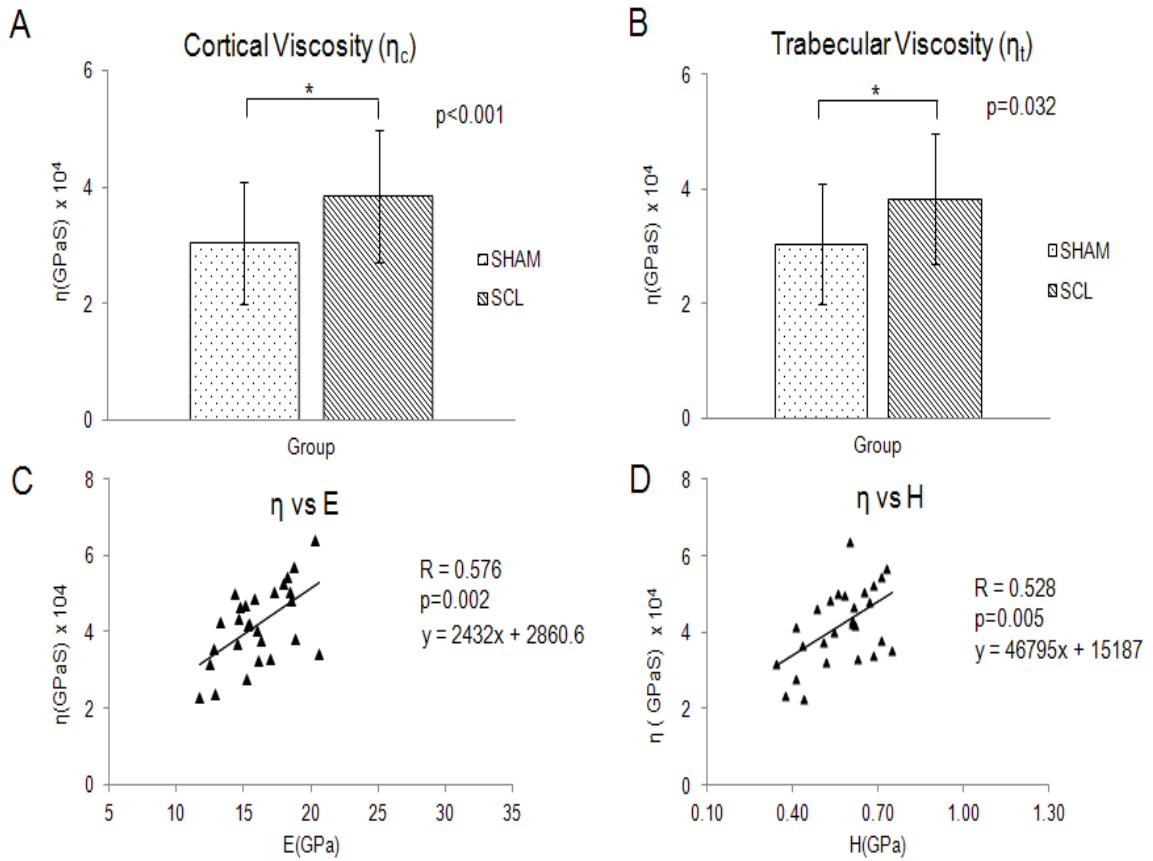 A
Cortical Viscosity (ηc)
6
4
2
0
η(GPaS) x 10⁴
*
p<0.001
SHAM
SCL
Group
B
Trabecular Viscosity (ηt)
6
4
2
0
η(GPaS) x 10⁴
*
p=0.032
SHAM
SCL
Group
C
η vs E
8
6
4
2
0
η(GPaS) x 104
R = 0.576
p=0.002
y = 2432x + 2860.6
5 10 15 20 25 30 35
E(GPa)
D
η vs H
8
6
4
2
0
η ( GPaS) x 10⁴
R = 0.528
p=0.005
y = 46795x + 15187
0.10 0.40 0.70 1.00 1.30
H(GPa)